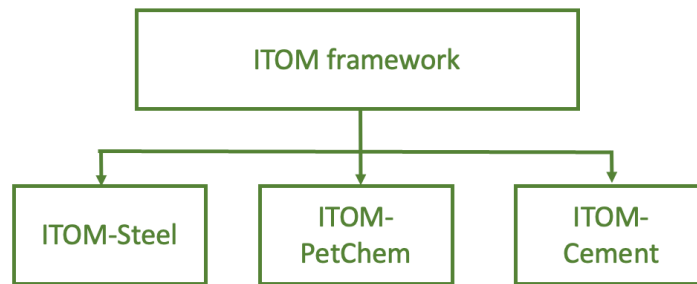 ITOM framework
ITOM-Steel
ITOM-
PetChem
ITOM-
Cement